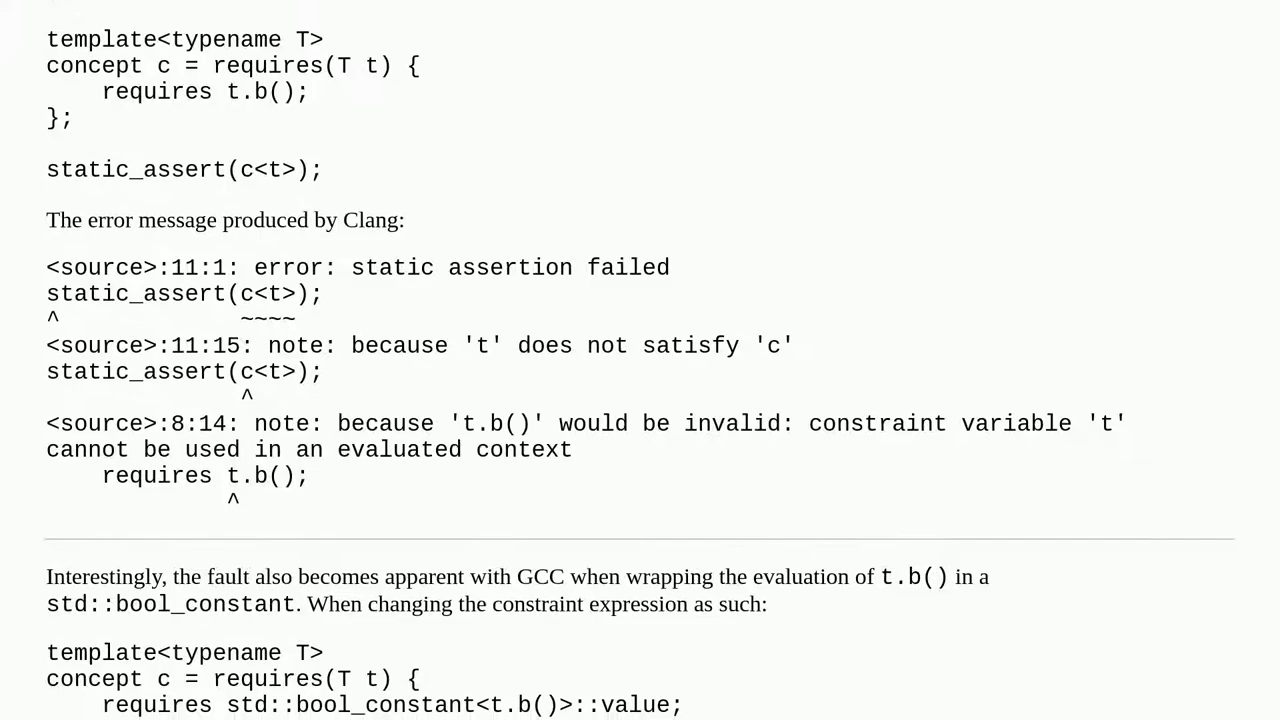 template<typename T>
concept c = requires(T t) {
    requires t.b();
};
static_assert(c<t>);
The error message produced by Clang:
<source>:11:1: error: static assertion failed
static_assert(c<t>);
^             ~~~~
<source>:11:15: note: because 't' does not satisfy 'c'
static_assert(c<t>);
              ^
<source>:8:14: note: because 't.b()' would be invalid: constraint variable 't'
cannot be used in an evaluated context
    requires t.b();
             ^
Interestingly, the fault also becomes apparent with GCC when wrapping the evaluation of t.b() in a
std::bool_constant. When changing the constraint expression as such:
template<typename T>
concept c = requires(T t) {
    requires std::bool_constant<t.b()>::value;